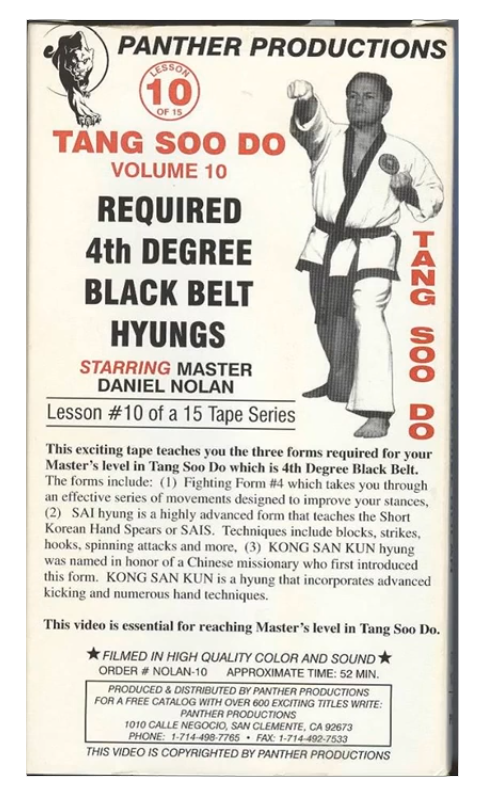 PANTHER PRODUCTIONS
LESSON
10
OF 15
TANG SOO DO
VOLUME 10
REQUIRED
4th DEGREE
BLACK BELT
HYUNGS
STARRING MASTER
DANIEL NOLAN
TANG SOO DO
Lesson #10 of a 15 Tape Series
This exciting tape teaches you the three forms required for your
Master's level in Tang Soo Do which is 4th Degree Black Belt.
The forms include: (1) Fighting Form #4 which takes you through
an effective series of movements designed to improve your stances,
(2) SAI hyung is a highly advanced form that teaches the Short
Korean Hand Spears or SAIS. Techniques include blocks, strikes,
hooks, spinning attacks and more, (3) KONG SAN KUN hyung
was named in honor of a Chinese missionary who first introduced
this form. KONG SAN KUN is a hyung that incorporates advanced
kicking and numerous hand techniques.
This video is essential for reaching Master's level in Tang Soo Do.
★ FILMED IN HIGH QUALITY COLOR AND SOUND ★
ORDER # NOLAN-10 APPROXIMATE TIME: 52 MIN.
PRODUCED & DISTRIBUTED BY PANTHER PRODUCTIONS
FOR A FREE CATALOG WITH OVER 600 EXCITING TITLES WRITE:
PANTHER PRODUCTIONS
1010 CALLE NEGOCIO, SAN CLEMENTE, CA 92673
PHONE: 1-714-498-7765 • FAX: 1-714-492-7533
THIS VIDEO IS COPYRIGHTED BY PANTHER PRODUCTIONS